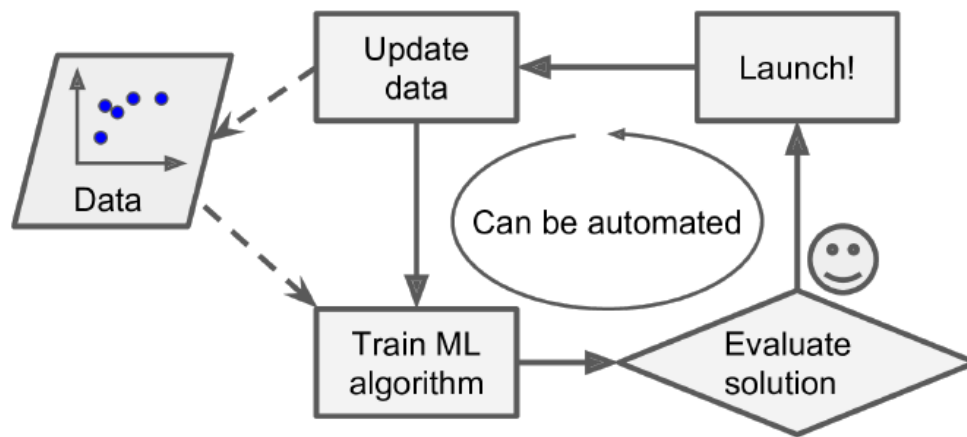 Update
data
Launch!
Data
Can be automated
Train ML
algorithm
Evaluate
solution